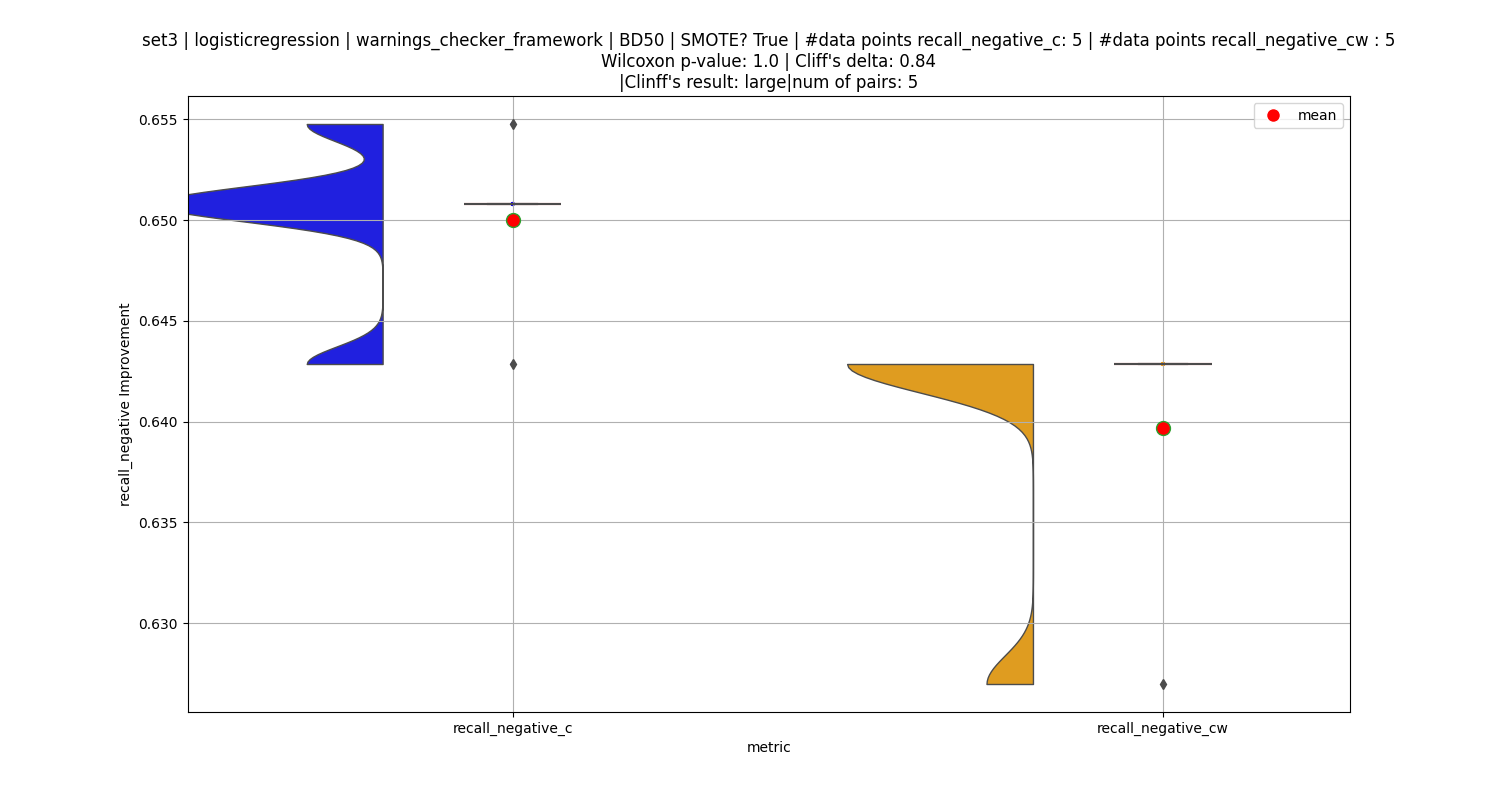 set3 | logisticregression | warnings_checker_framework | BD50 | SMOTE? True | #data points recall_negative_c: 5 | #data points recall_negative_cw : 5
Wilcoxon p-value: 1.0 | Cliff's delta: 0.84
|Clinff's result: large|num of pairs: 5
mean
0.655
0.650
0.645
0.640
0.635
0.630
recall_negative Improvement
recall_negative_c
recall_negative_cw
metric